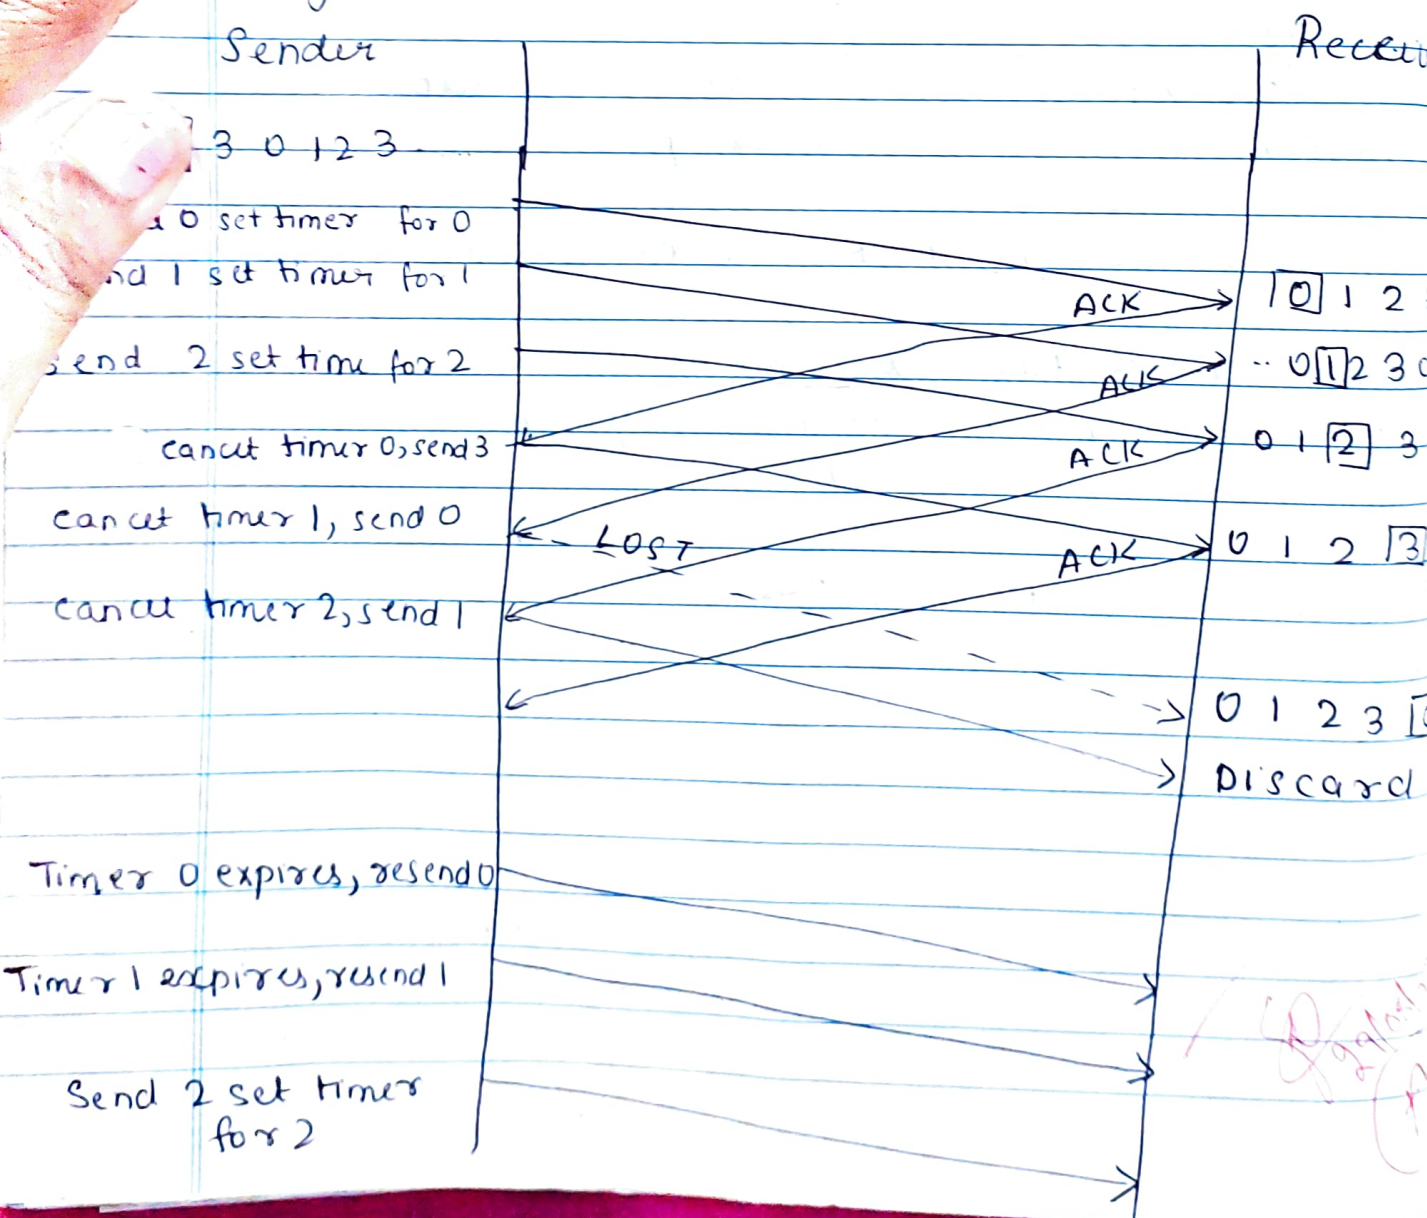 Sender
Recei
3 0 1 2 3 - ....
0 set timer for 0
nd 1 set timer for 1
0 1 2
ACK
send 2 set time for 2
.. 0 1 2 3 0
ACK
cancel timer 0, send 3
ACK
0 1 2 3
cancel timer 1, send 0
LOST
ACK
0 1 2 3
cancel timer 2, send 1
0 1 2 3
Discard
Timer 0 expires, resend 0
Timer 1 expires, resend 1
Send 2 set timer
for 2